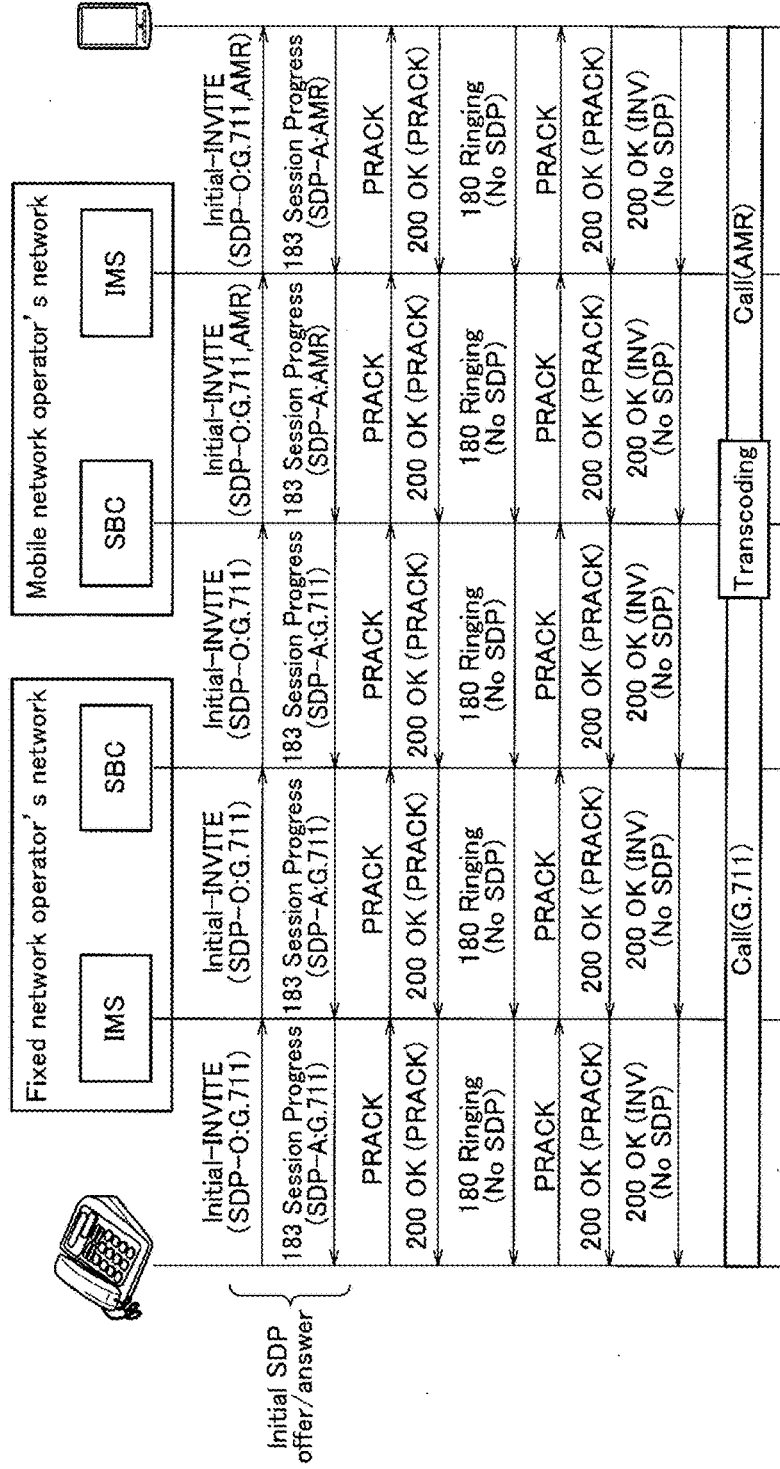 Fixed network operator's network
Mobile network operator's network
IMS
SBC
SBC
IMS
Initial SDP
offer/answer
Initial-INVITE
(SDP-O:G.711)
Initial-INVITE
(SDP-O:G.711)
Initial-INVITE
(SDP-O:G.711)
Initial-INVITE
(SDP-O:G.711,AMR)
Initial-INVITE
(SDP-O:G.711,AMR)
183 Session Progress
(SDP-A:G.711)
183 Session Progress
(SDP-A:G.711)
183 Session Progress
(SDP-A:G.711)
183 Session Progress
(SDP-A:AMR)
183 Session Progress
(SDP-A:AMR)
PRACK
PRACK
PRACK
PRACK
PRACK
200 OK (PRACK)
200 OK (PRACK)
200 OK (PRACK)
200 OK (PRACK)
200 OK (PRACK)
180 Ringing
(No SDP)
180 Ringing
(No SDP)
180 Ringing
(No SDP)
180 Ringing
(No SDP)
180 Ringing
(No SDP)
PRACK
PRACK
PRACK
PRACK
PRACK
200 OK (PRACK)
200 OK (PRACK)
200 OK (PRACK)
200 OK (PRACK)
200 OK (PRACK)
200 OK (INV)
(No SDP)
200 OK (INV)
(No SDP)
200 OK (INV)
(No SDP)
200 OK (INV)
(No SDP)
200 OK (INV)
(No SDP)
Call(G.711)
Transcoding
Call(AMR)